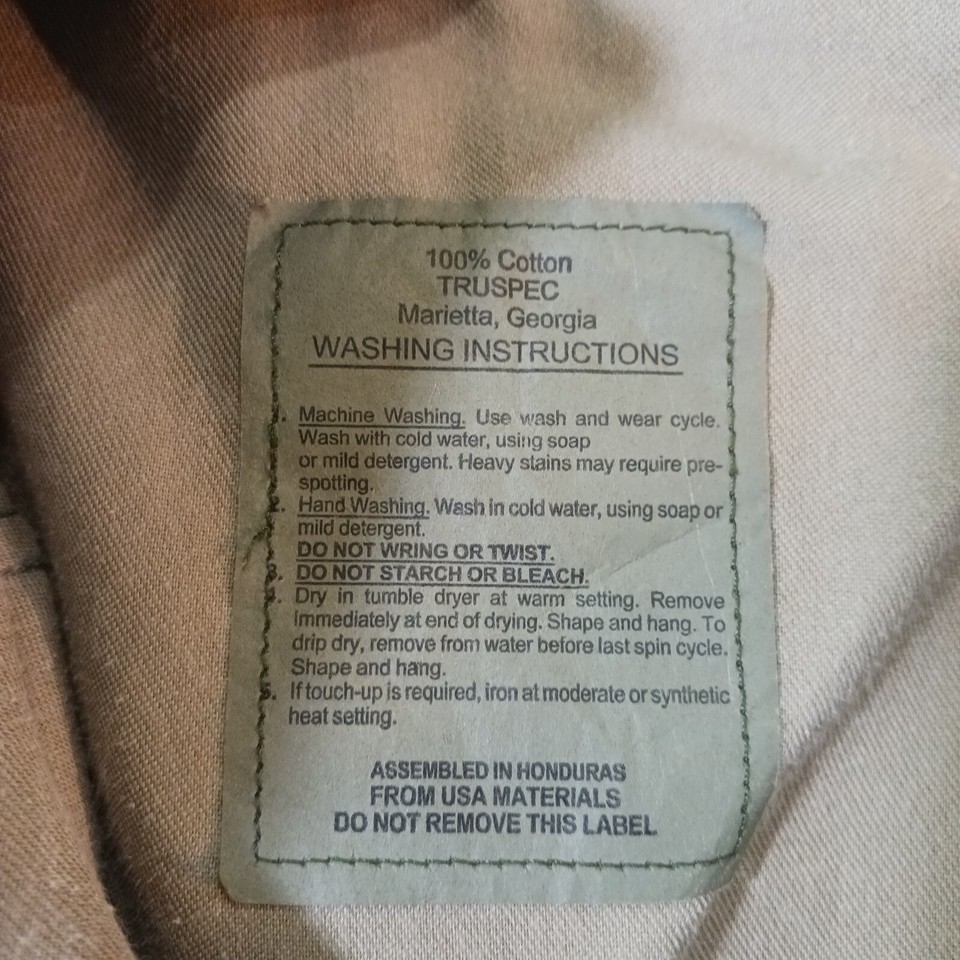 100% Cotton
TRUSPEC
Marietta, Georgia
WASHING INSTRUCTIONS
1. Machine Washing. Use wash and wear cycle.
Wash with cold water, using soap
or mild detergent. Heavy stains may require pre-
spotting.
2. Hand Washing. Wash in cold water, using soap or
mild detergent.
DO NOT WRING OR TWIST.
3. DO NOT STARCH OR BLEACH.
4. Dry in tumble dryer at warm setting. Remove
immediately at end of drying. Shape and hang. To
drip dry, remove from water before last spin cycle.
Shape and hang.
5. If touch-up is required, iron at moderate or synthetic
heat setting.
ASSEMBLED IN HONDURAS
FROM USA MATERIALS
DO NOT REMOVE THIS LABEL